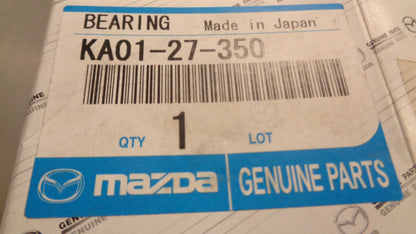 BEARING Made in Japan
KA01-27-350
QTY 1 LOT
mazda GENUINE PARTS